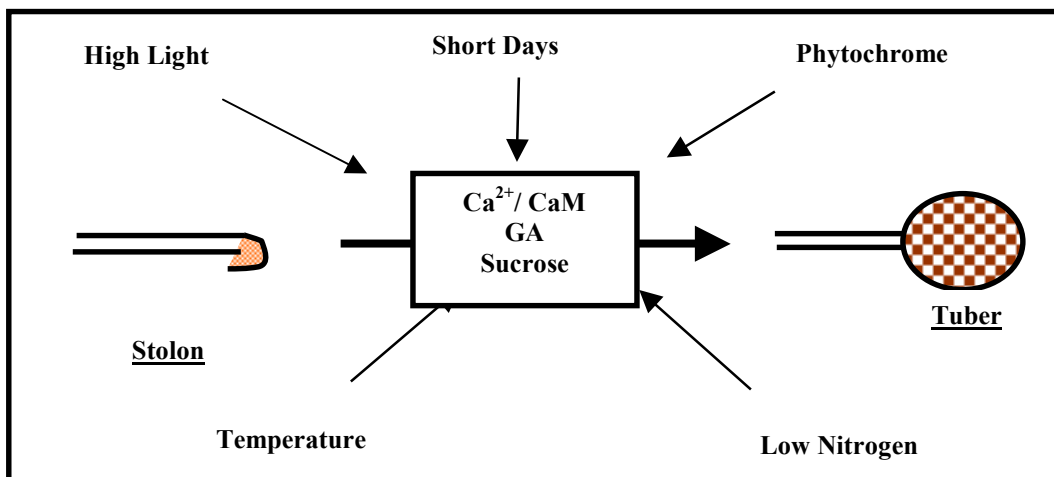 High Light
Short Days
Phytochrome
Ca²⁺/ CaM
GA
Sucrose
Stolon
Tuber
Temperature
Low Nitrogen